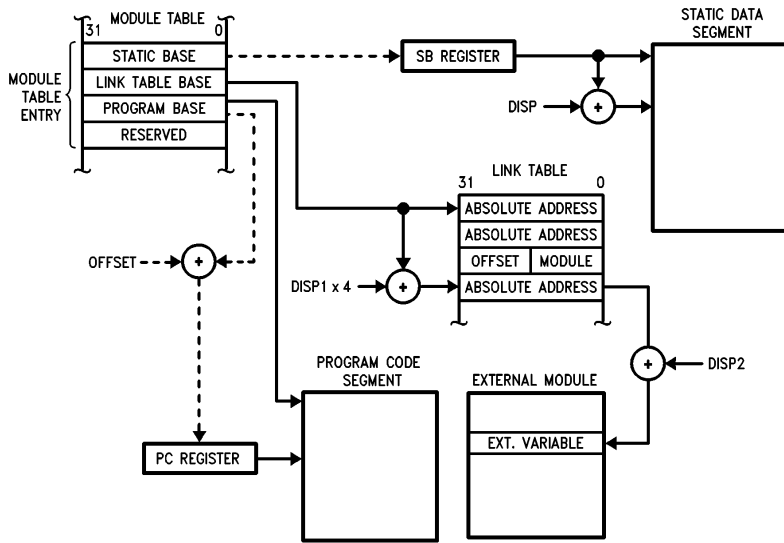 MODULE TABLE
31 0
STATIC BASE
LINK TABLE BASE
PROGRAM BASE
RESERVED
MODULE
TABLE
ENTRY
SB REGISTER
STATIC DATA
SEGMENT
DISP
+
LINK TABLE
31 0
ABSOLUTE ADDRESS
ABSOLUTE ADDRESS
OFFSET MODULE
ABSOLUTE ADDRESS
OFFSET
+
DISP1 x 4
+
+
DISP2
PROGRAM CODE
SEGMENT
EXTERNAL MODULE
EXT. VARIABLE
PC REGISTER